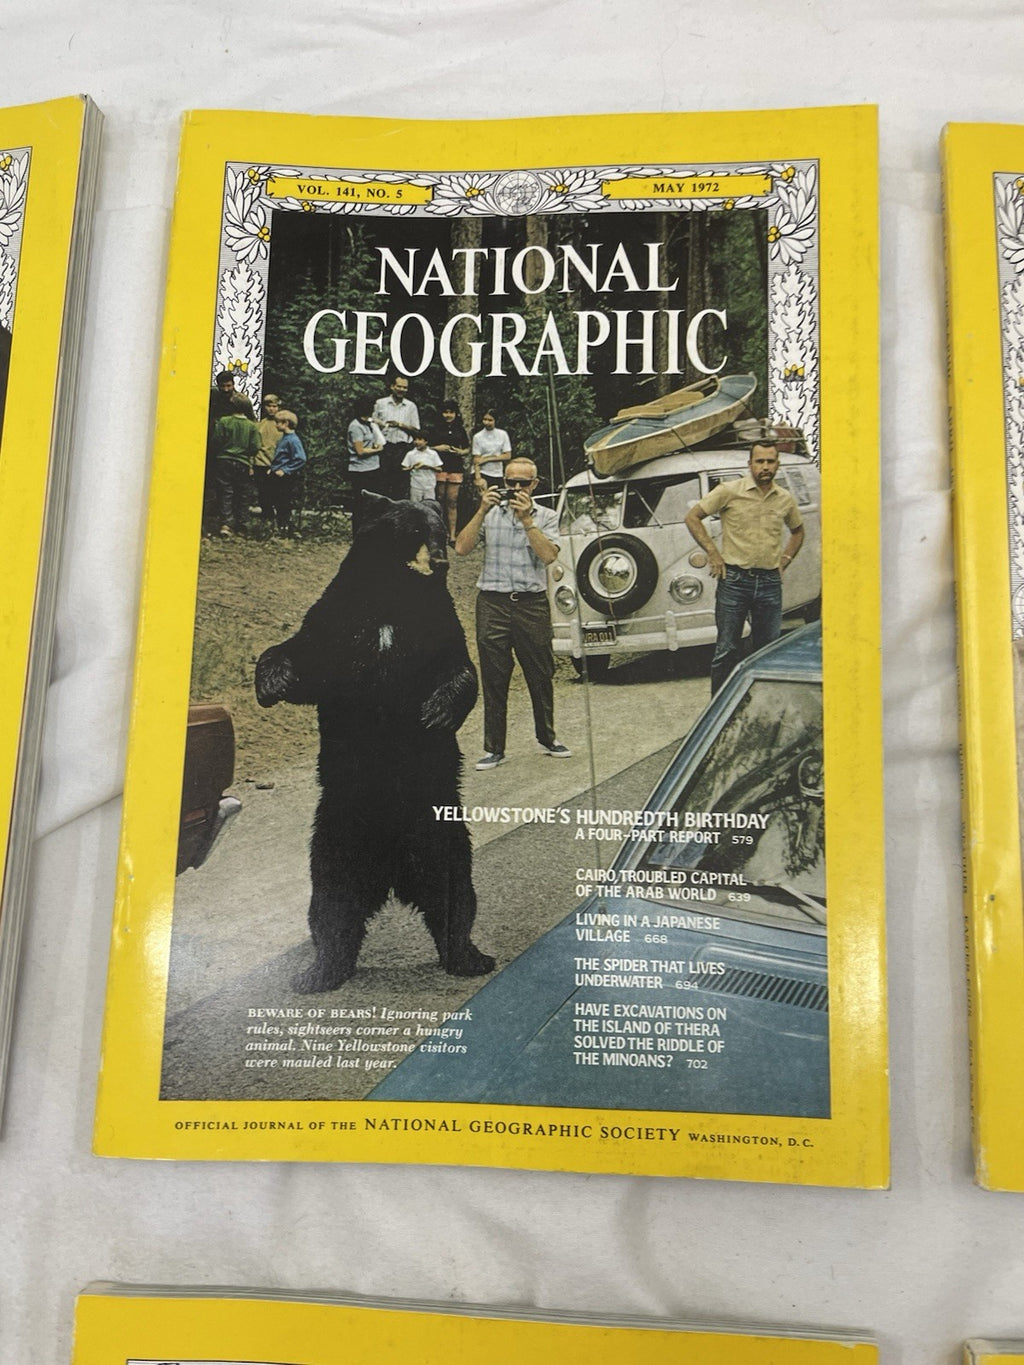 VOL. 141, NO. 5
MAY 1972
NATIONAL
GEOGRAPHIC
YELLOWSTONE'S HUNDREDTH BIRTHDAY
A FOUR-PART REPORT 579
CAIRO, TROUBLED CAPITAL
OF THE ARAB WORLD 639
LIVING IN A JAPANESE
VILLAGE 668
THE SPIDER THAT LIVES
UNDERWATER 694
HAVE EXCAVATIONS ON
THE ISLAND OF THERA
SOLVED THE RIDDLE OF
THE MINOANS? 702
BEWARE OF BEARS! Ignoring park
rules, sightseers corner a hungry
animal. Nine Yellowstone visitors
were mauled last year.
OFFICIAL JOURNAL OF THE NATIONAL GEOGRAPHIC SOCIETY WASHINGTON, D.C.